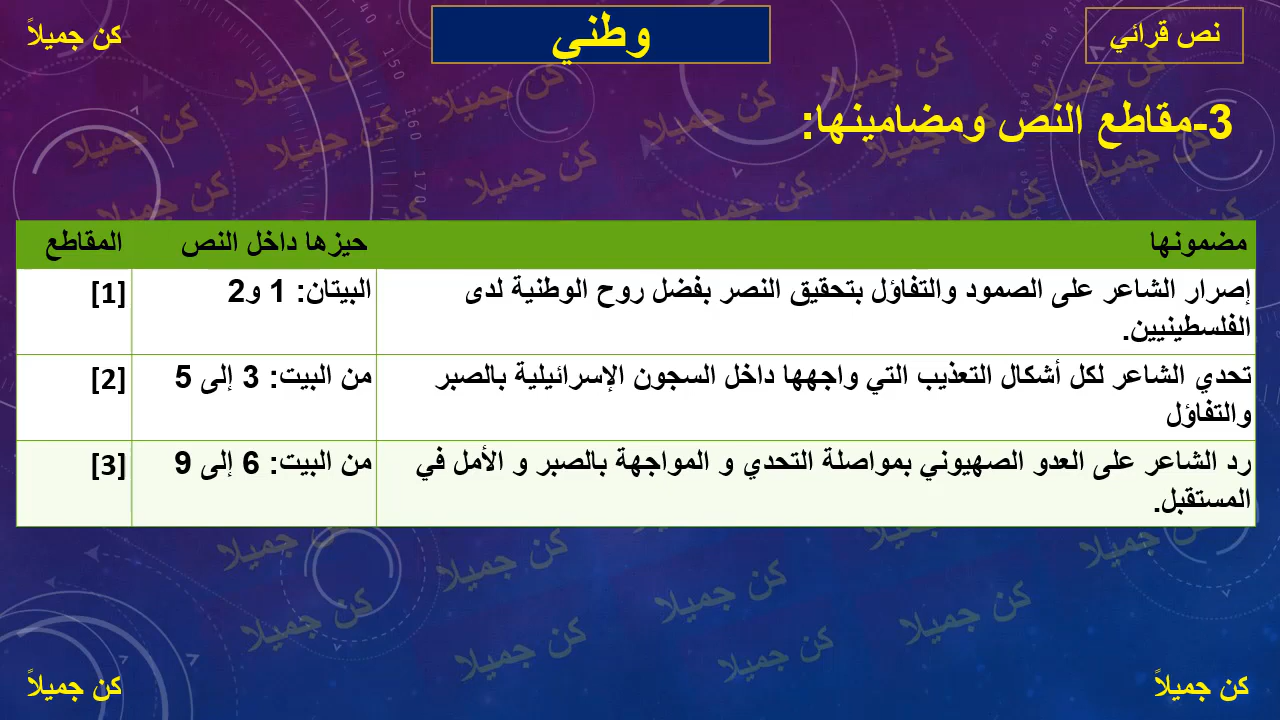 نص قرائي
وطني
كن جميلاً
3-مقاطع النص ومضامينها:
المقاطع حيزها داخل النص مضمونها
[1] البيتان: 1 و2 إصرار الشاعر على الصمود والتفاؤل بتحقيق النصر بفضل روح الوطنية لدى
الفلسطينيين.
[2] من البيت: 3 إلى 5 تحدي الشاعر لكل أشكال التعذيب التي واجهها داخل السجون الإسرائيلية بالصبر
والتفاؤل
[3] من البيت: 6 إلى 9 رد الشاعر على العدو الصهيوني بمواصلة التحدي و المواجهة بالصبر و الأمل في
المستقبل.
كن جميلاً
كن جميلاً